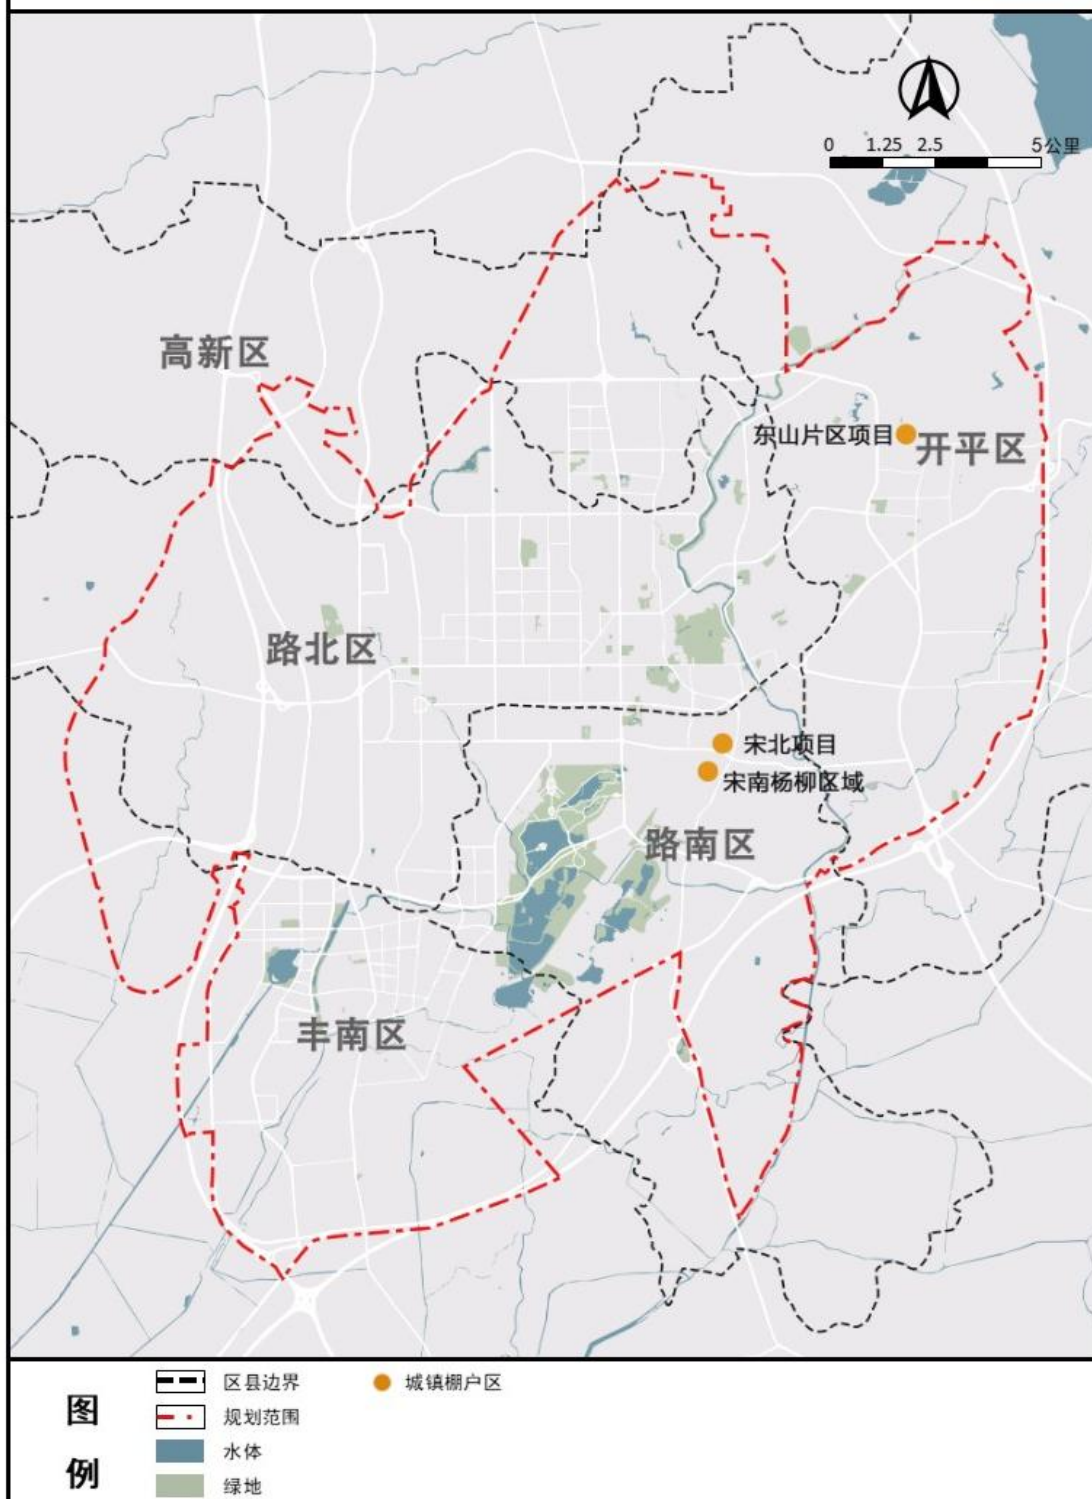 0 1.25 2.5 5公里
高新区
东山片区项目
开平区
路北区
宋北项目
宋南杨柳区域
路南区
丰南区
图例
区县边界
城镇棚户区
规划范围
水体
绿地